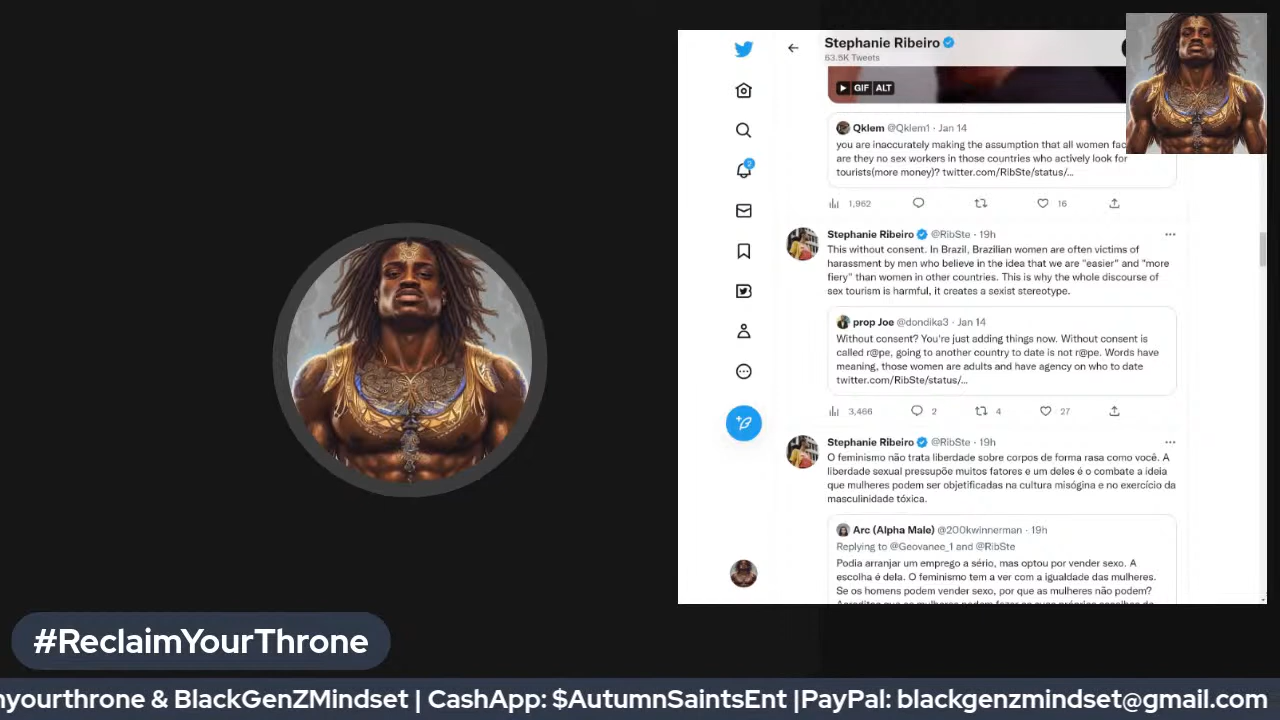 Stephanie Ribeiro
63.5K Tweets
GIF ALT
Qklem @Qklem1 · Jan 14
you are inaccurately making the assumption that all women fac
are they no sex workers in those countries who actively look for
tourists(more money)? twitter.com/RibSte/status/...
1,962 16
Stephanie Ribeiro @RibSte · 19h
This without consent. In Brazil, Brazilian women are often victims of
harassment by men who believe in the idea that we are "easier" and "more
fiery" than women in other countries. This is why the whole discourse of
sex tourism is harmful, it creates a sexist stereotype.
prop Joe @dondika3 · Jan 14
Without consent? You're just adding things now. Without consent is
called r@pe, going to another country to date is not r@pe. Words have
meaning, those women are adults and have agency on who to date
twitter.com/RibSte/status/...
3,466 2 4 27
Stephanie Ribeiro @RibSte · 19h
O feminismo não trata liberdade sobre corpos de forma rasa como você. A
liberdade sexual pressupõe muitos fatores e um deles é o combate a ideia
que mulheres podem ser objetificadas na cultura misógina e no exercício da
masculinidade tóxica.
Arc (Alpha Male) @200kwinnerman · 19h
Replying to @Geovanee_1 and @RibSte
Podia arranjar um emprego a sério, mas optou por vender sexo. A
escolha é dela. O feminismo tem a ver com a igualdade das mulheres.
Se os homens podem vender sexo, por que as mulheres não podem?
#ReclaimYourThrone
nyourthrone & BlackGenZMindset | CashApp: $AutumnSaintsEnt |PayPal: blackgenzmindset@gmail.com